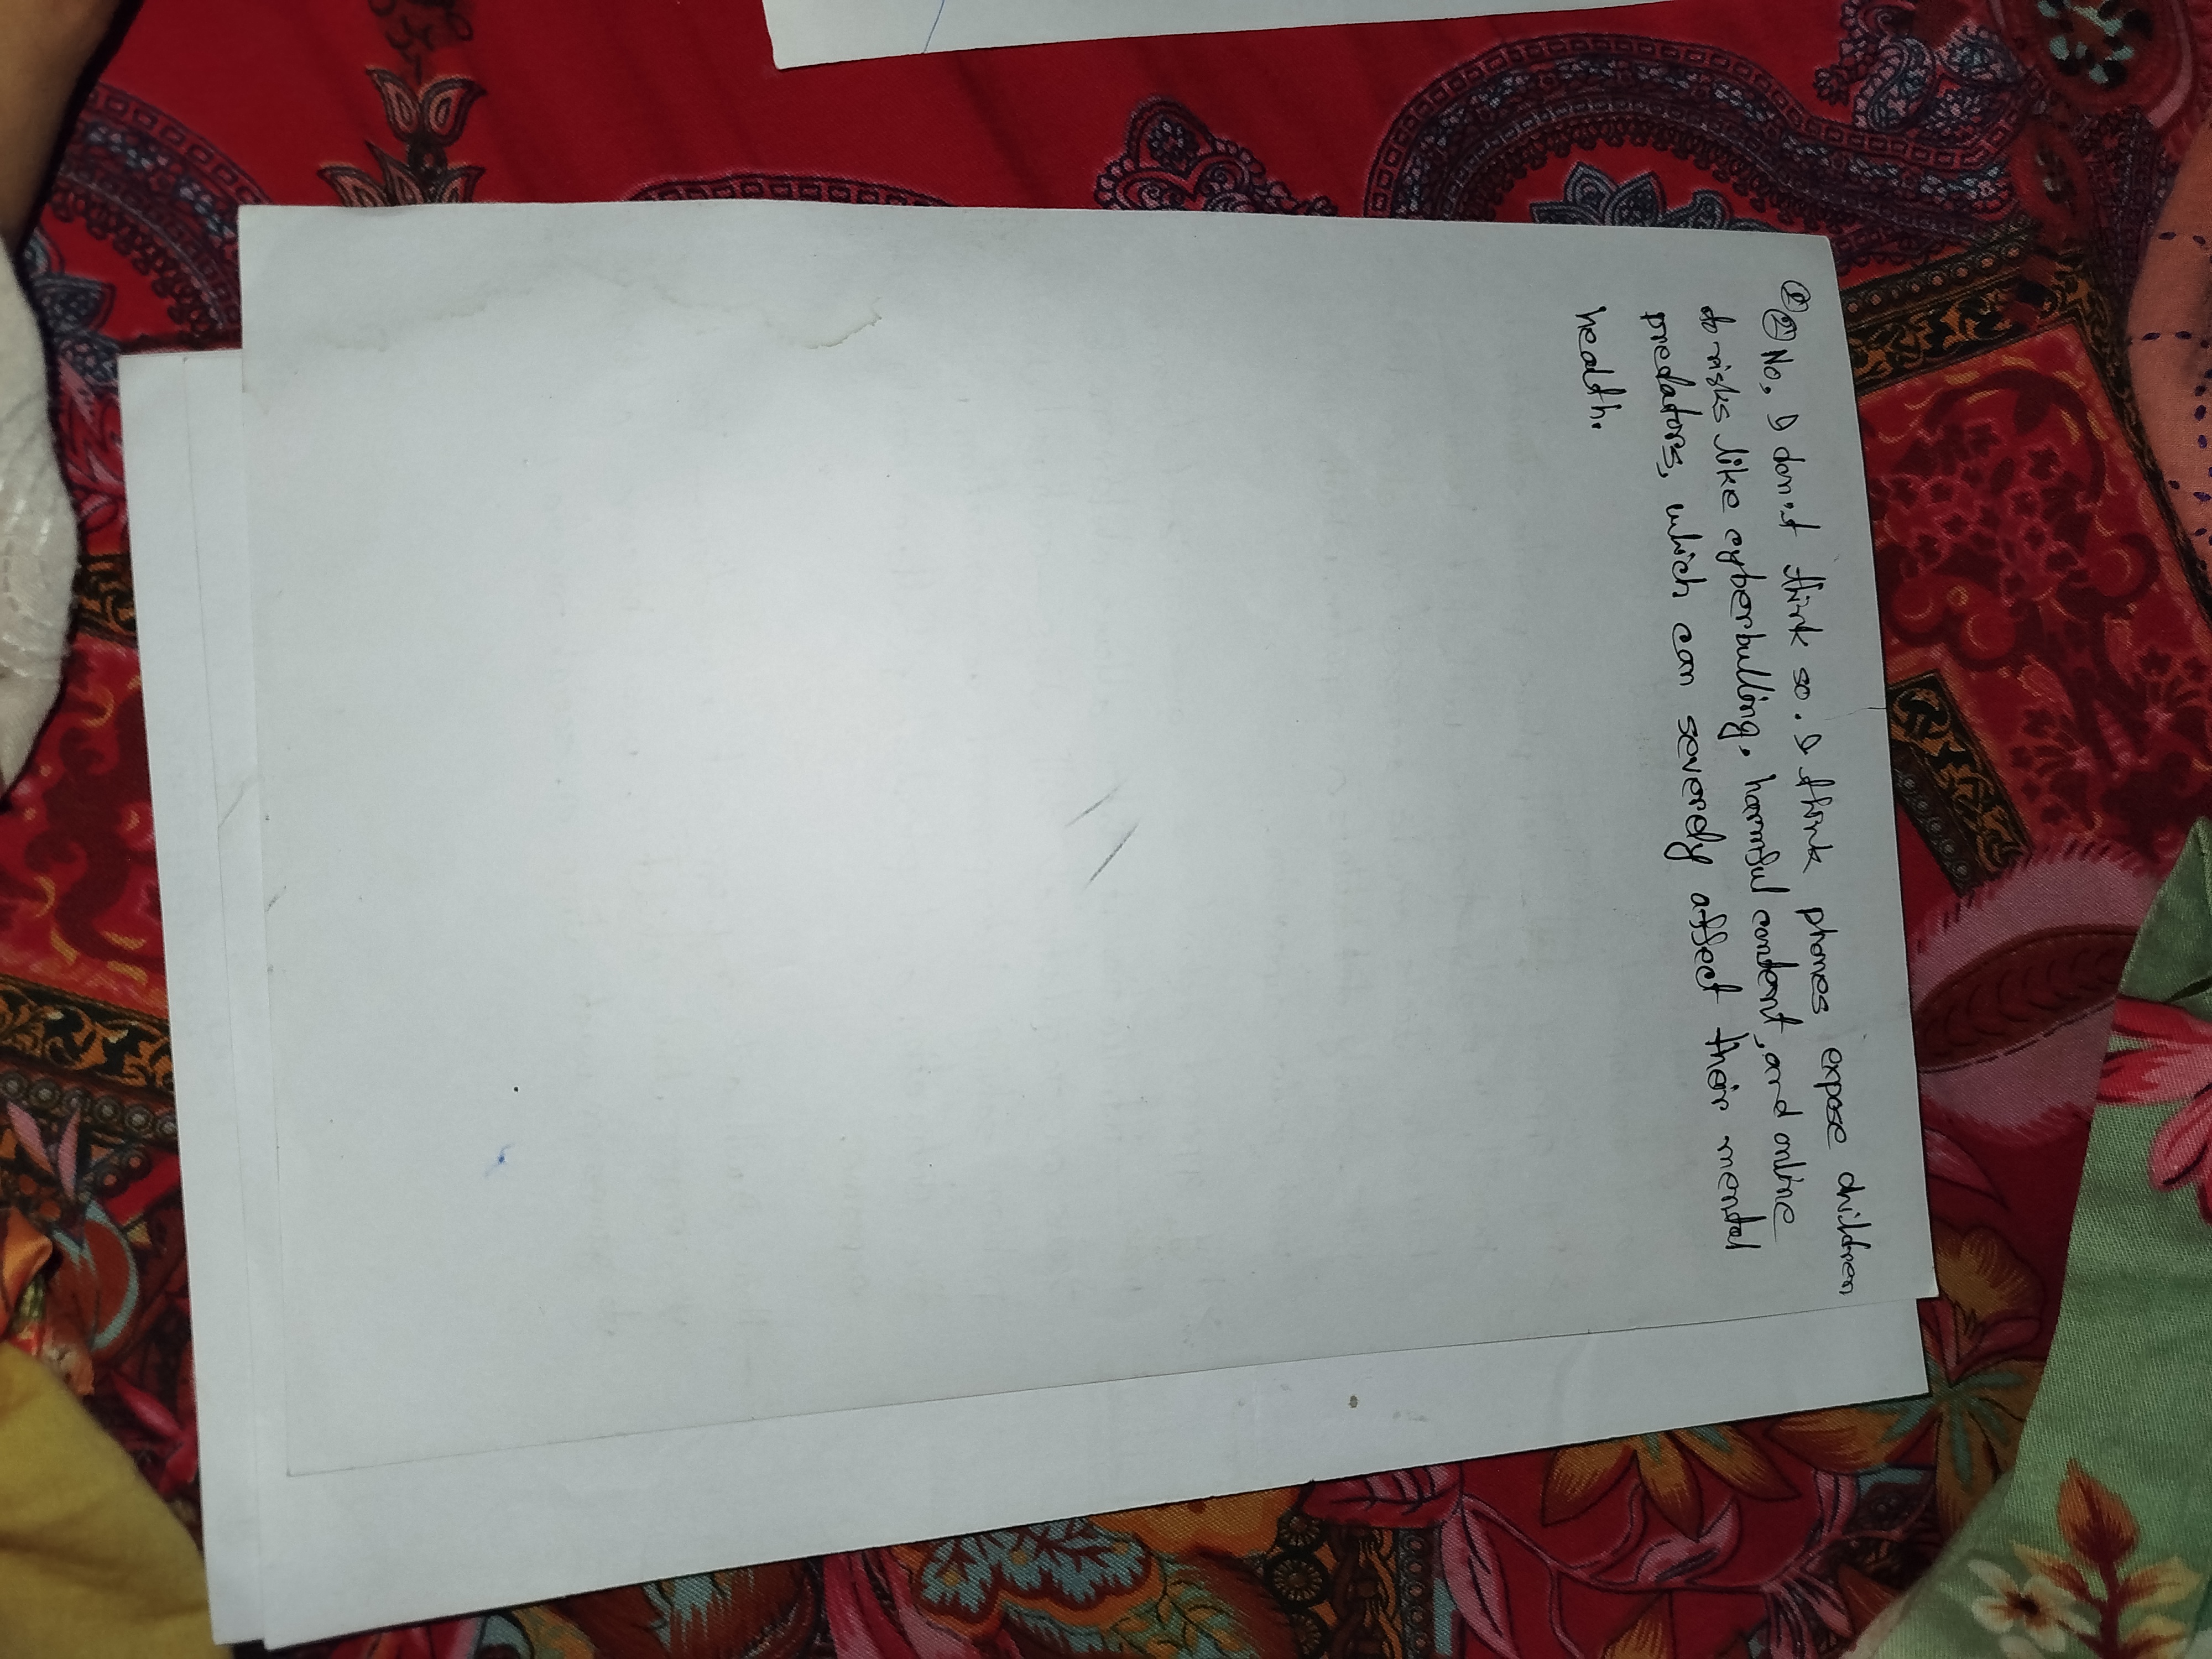 ①② No, I don't think so. I think phones expose children
to risks like cyberbulling, harmful content, and online
predators, which can severely affect their mental
health.